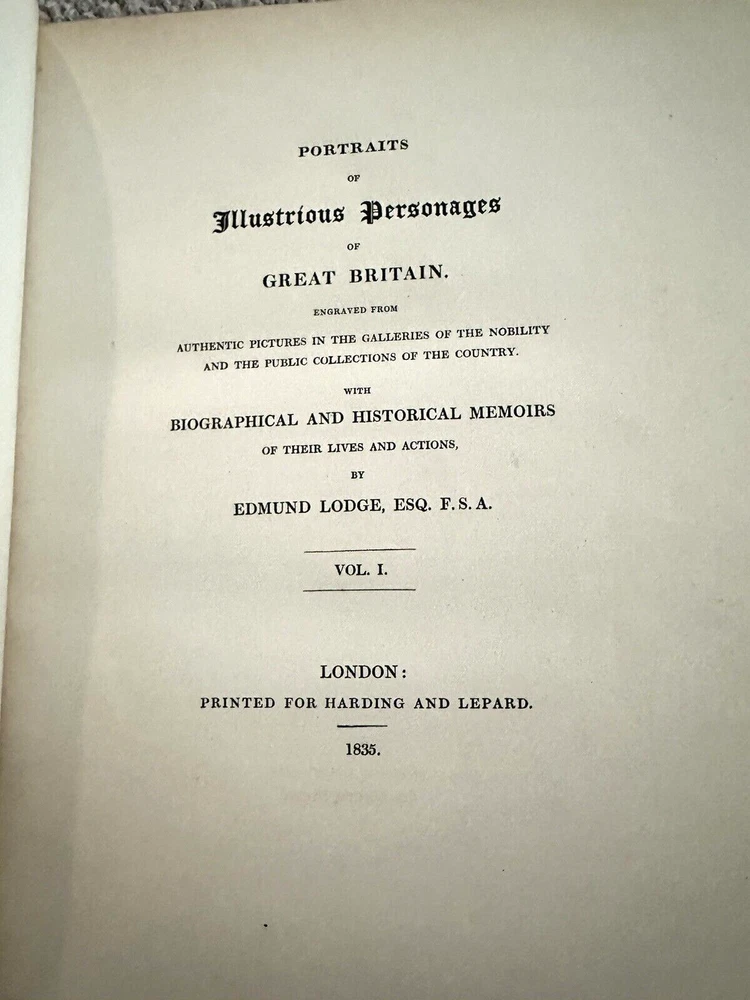 PORTRAITS
OF
Illustrious Personages
OF
GREAT BRITAIN.
ENGRAVED FROM
AUTHENTIC PICTURES IN THE GALLERIES OF THE NOBILITY
AND THE PUBLIC COLLECTIONS OF THE COUNTRY.
WITH
BIOGRAPHICAL AND HISTORICAL MEMOIRS
OF THEIR LIVES AND ACTIONS,
BY
EDMUND LODGE, ESQ. F. S. A.
VOL. I.
LONDON:
PRINTED FOR HARDING AND LEPARD.
1835.